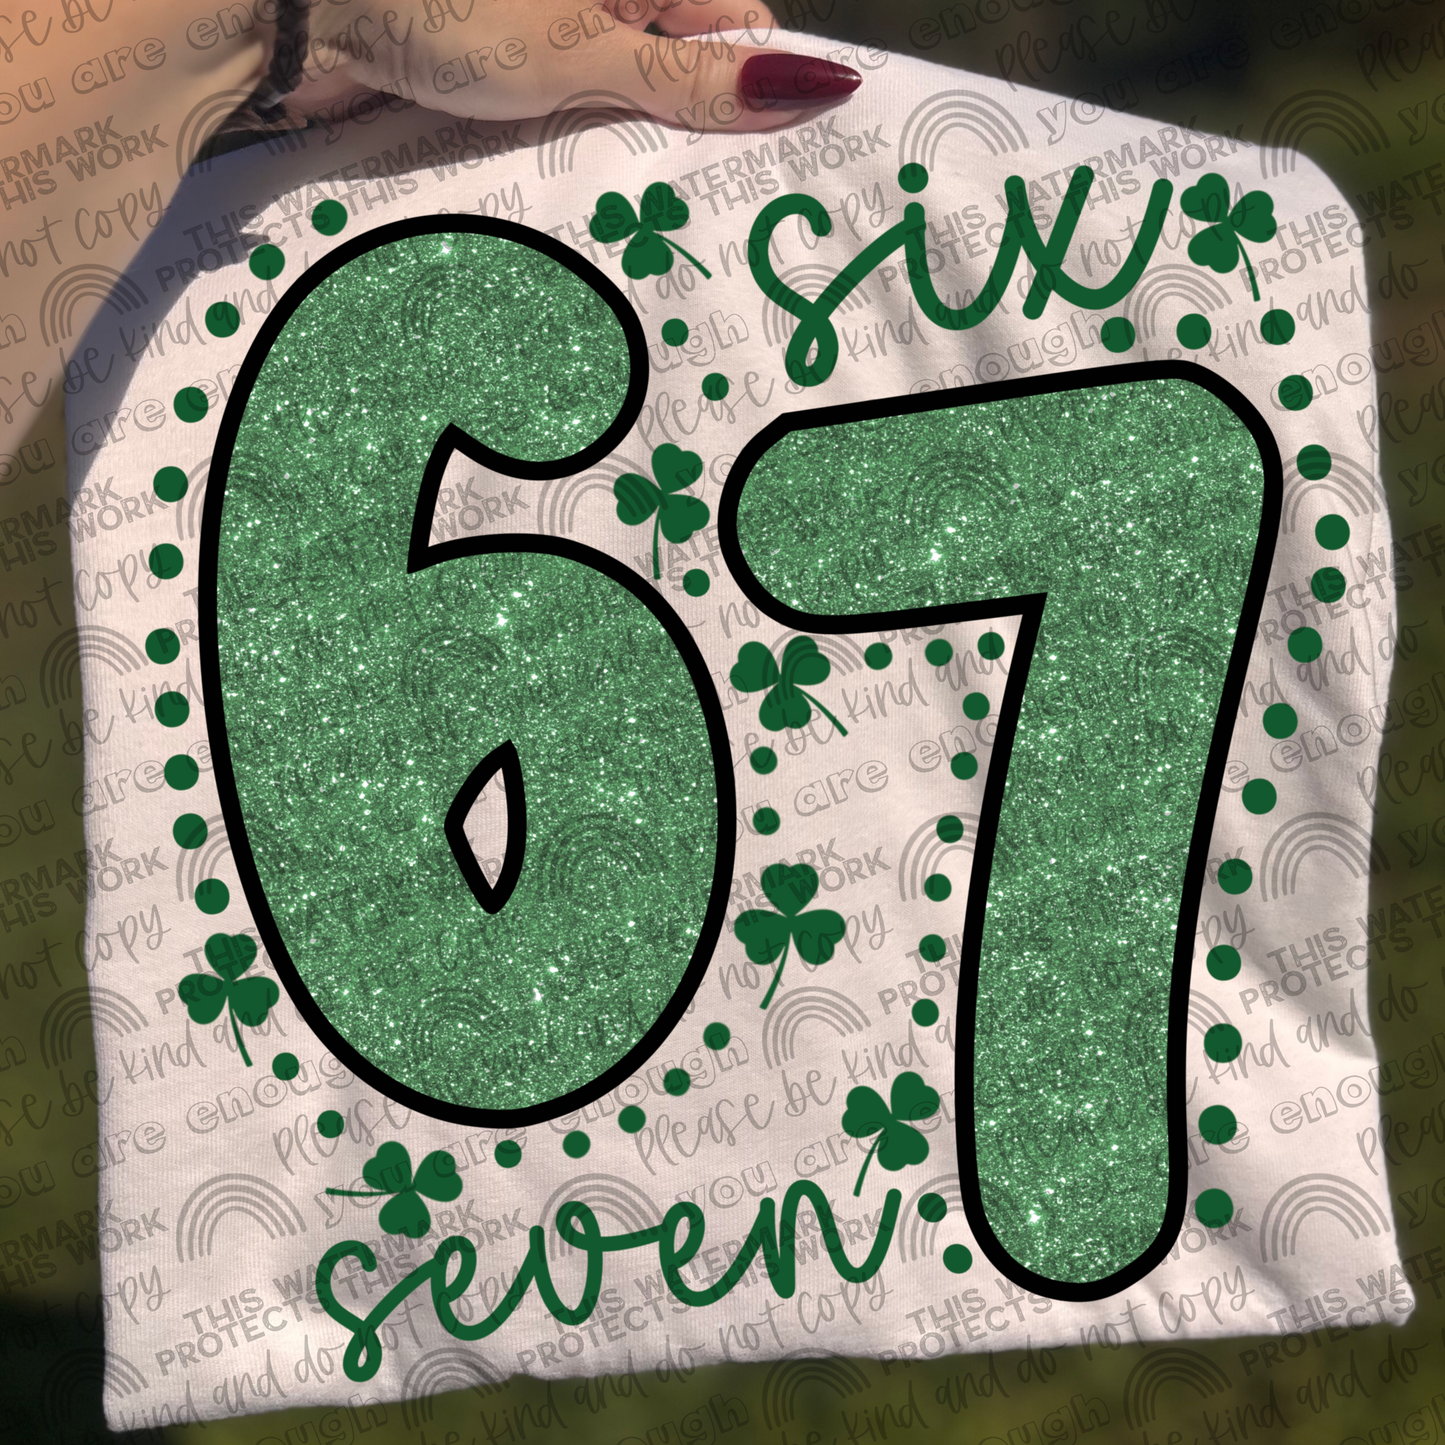 six
67
seven
you are enough
please be kind and do not copy
THIS WATERMARK
PROTECTS THIS WORK